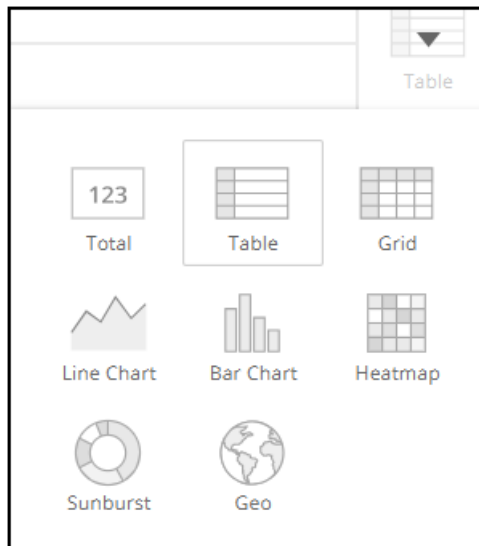 Table
123
Total
Table
Grid
Line Chart
Bar Chart
Heatmap
Sunburst
Geo